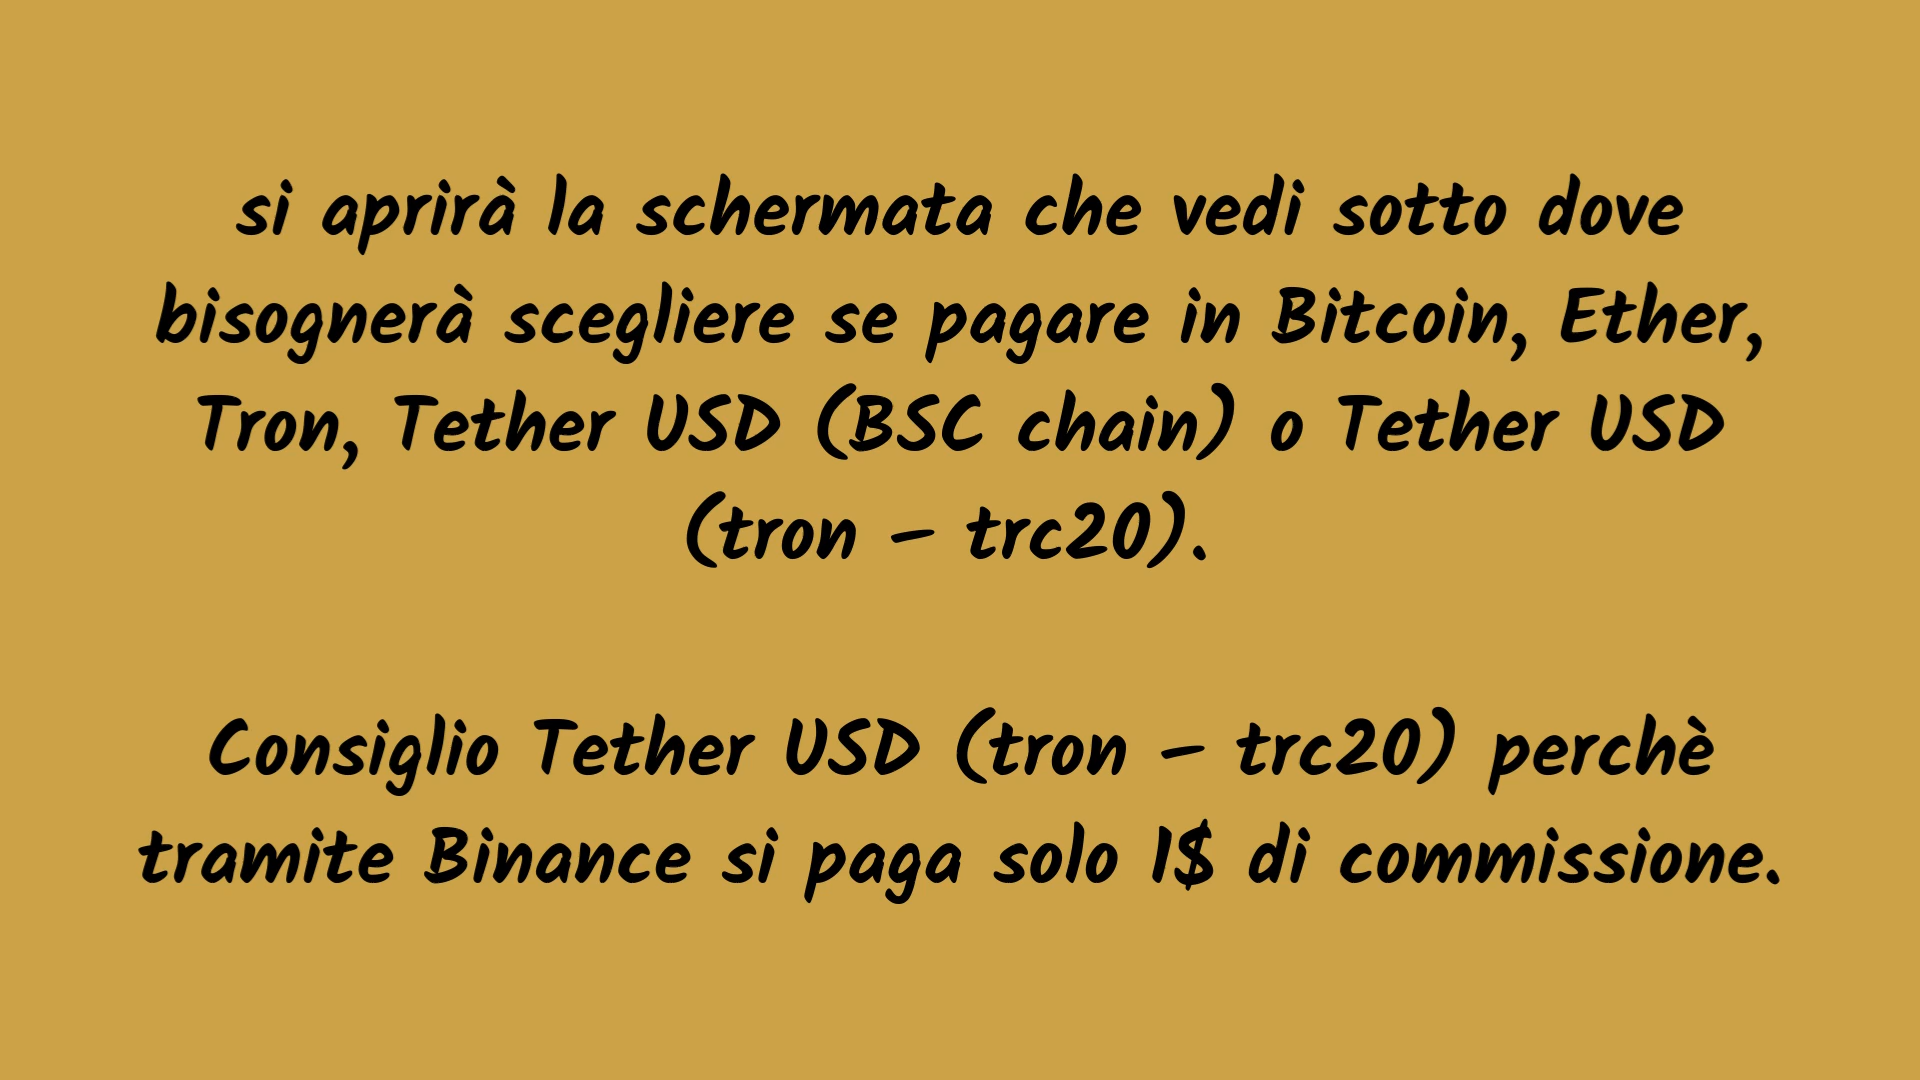 si aprirà la schermata che vedi sotto dove
bisognerà scegliere se pagare in Bitcoin, Ether,
Tron, Tether USD (BSC chain) o Tether USD
(tron – trc20).
Consiglio Tether USD (tron – trc20) perchè
tramite Binance si paga solo 1$ di commissione.